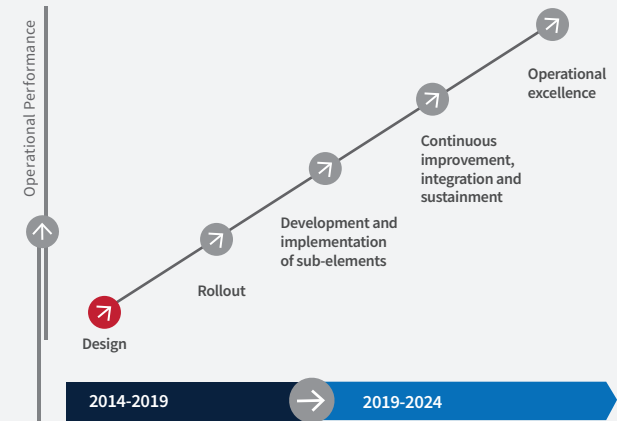 Operational Performance
Operational
excellence
Continuous
improvement,
integration and
sustainment
Development and
implementation
of sub-elements
Rollout
Design
2014-2019
2019-2024